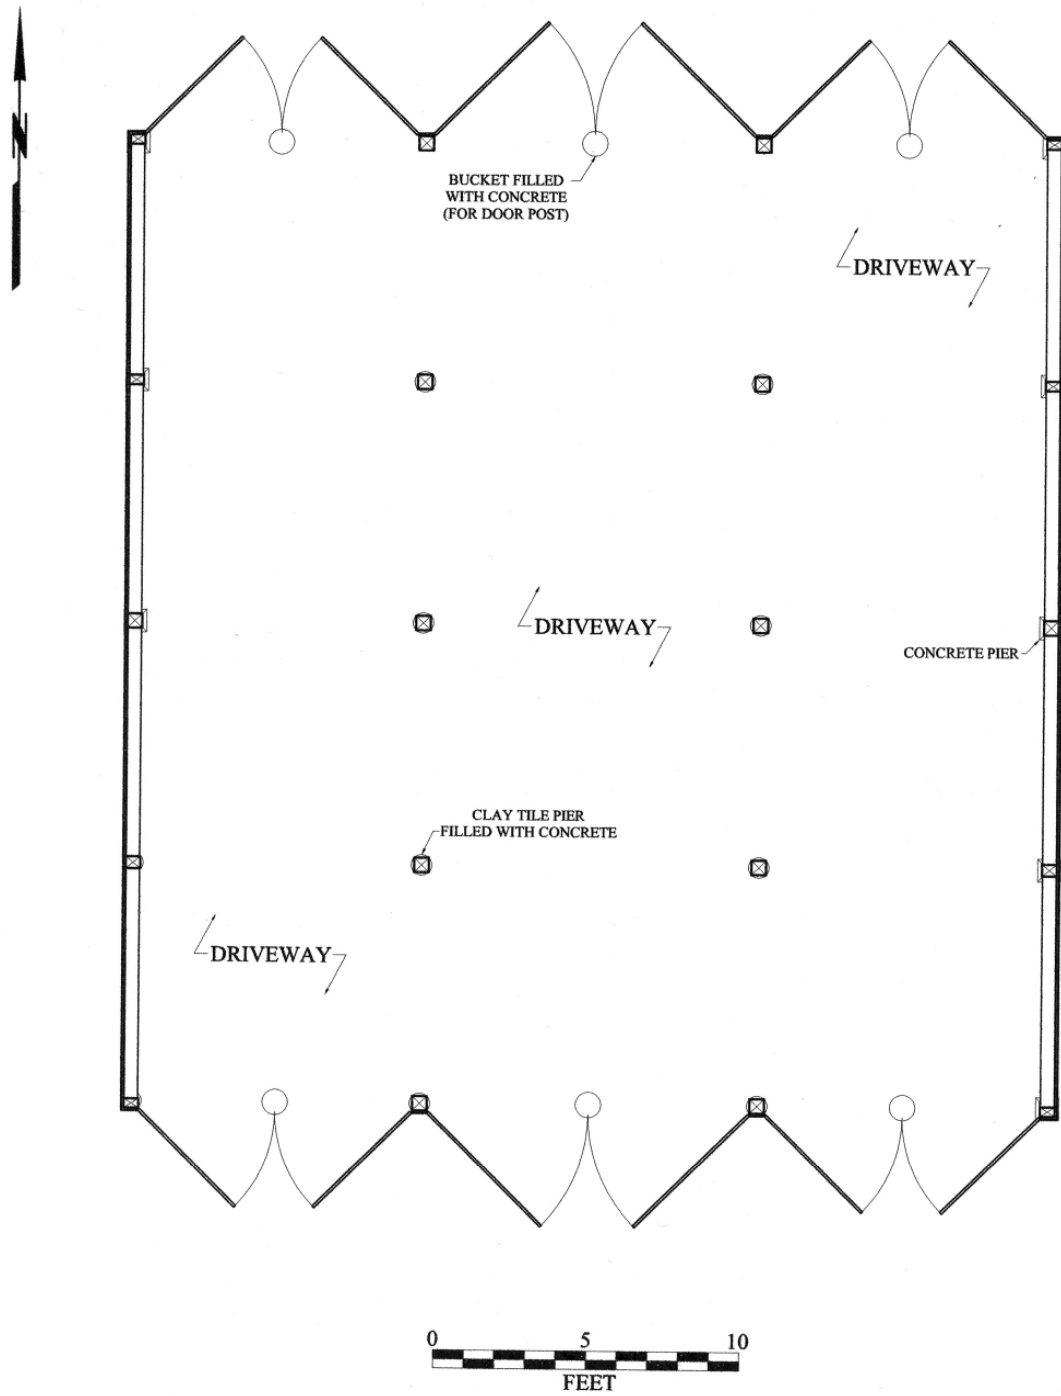 N
BUCKET FILLED
WITH CONCRETE
(FOR DOOR POST)
DRIVEWAY
DRIVEWAY
CONCRETE PIER
CLAY TILE PIER
FILLED WITH CONCRETE
DRIVEWAY
0 5 10
FEET